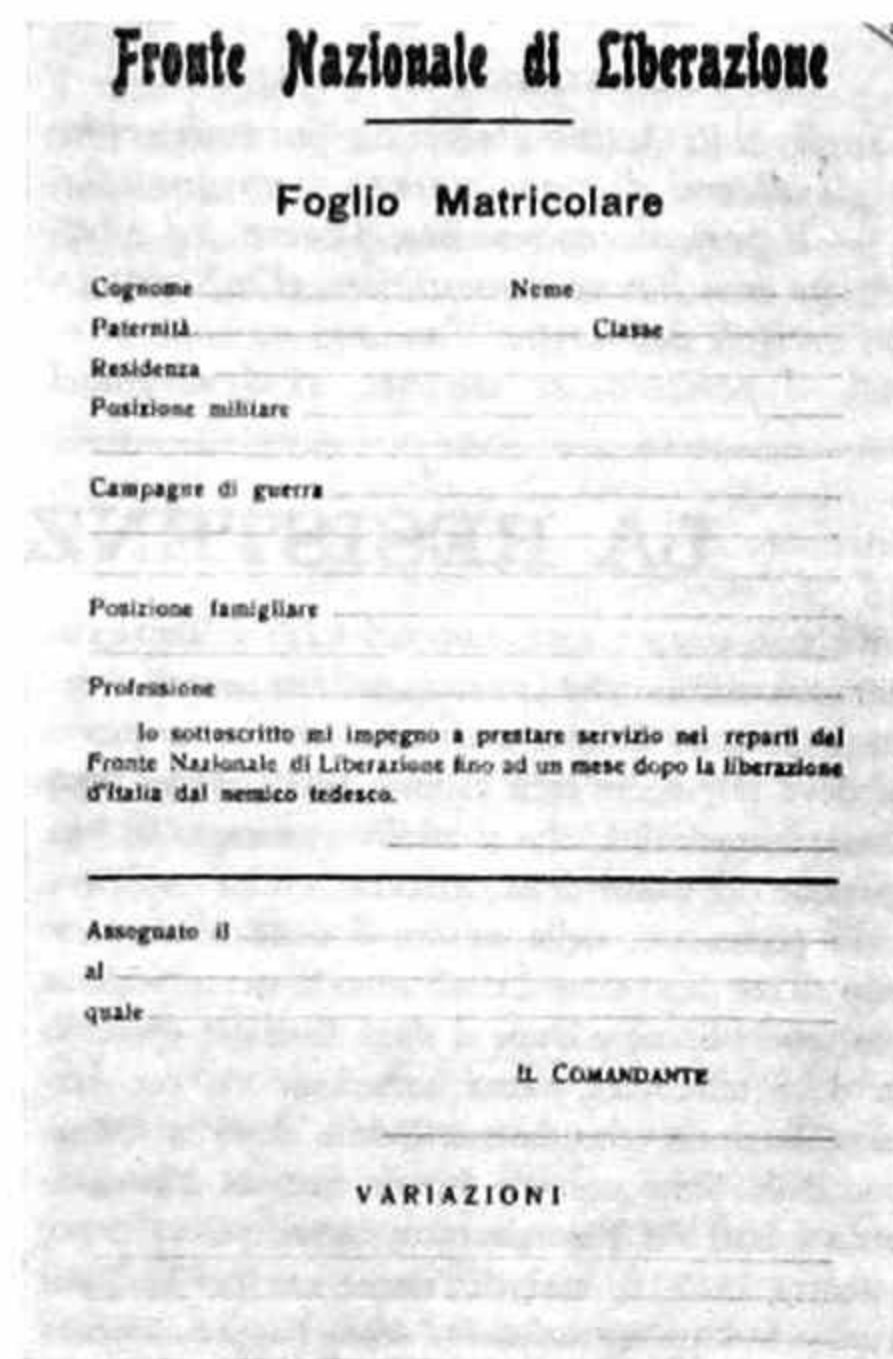 Fronte Nazionale di Liberazione
Foglio Matricolare
Cognome Nome
Paternità Classe
Residenza
Posizione militare
Campagne di guerra
Posizione famigliare
Professione
Io sottoscritto mi impegno a prestare servizio nei reparti del
Fronte Nazionale di Liberazione fino ad un mese dopo la liberazione
d'Italia dal nemico tedesco.
Assegnato il
al
quale
IL COMANDANTE
VARIAZIONI